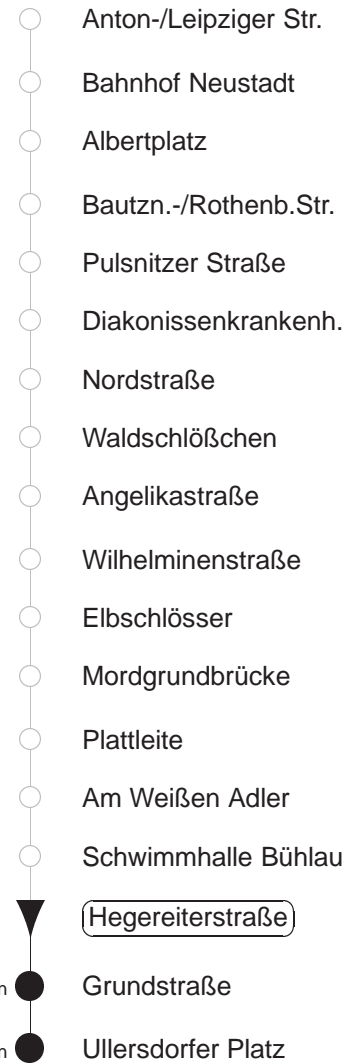 Anton-/Leipziger Str.
Bahnhof Neustadt
Albertplatz
Bautzn.-/Rothenb.Str.
Pulsnitzer Straße
Diakonissenkrankenh.
Nordstraße
Waldschlößchen
Angelikastraße
Wilhelminenstraße
Elbschlösser
Mordgrundbrücke
Plattleite
Am Weißen Adler
Schwimmhalle Bühlau
Hegereiterstraße
Grundstraße
Ullersdorfer Platz